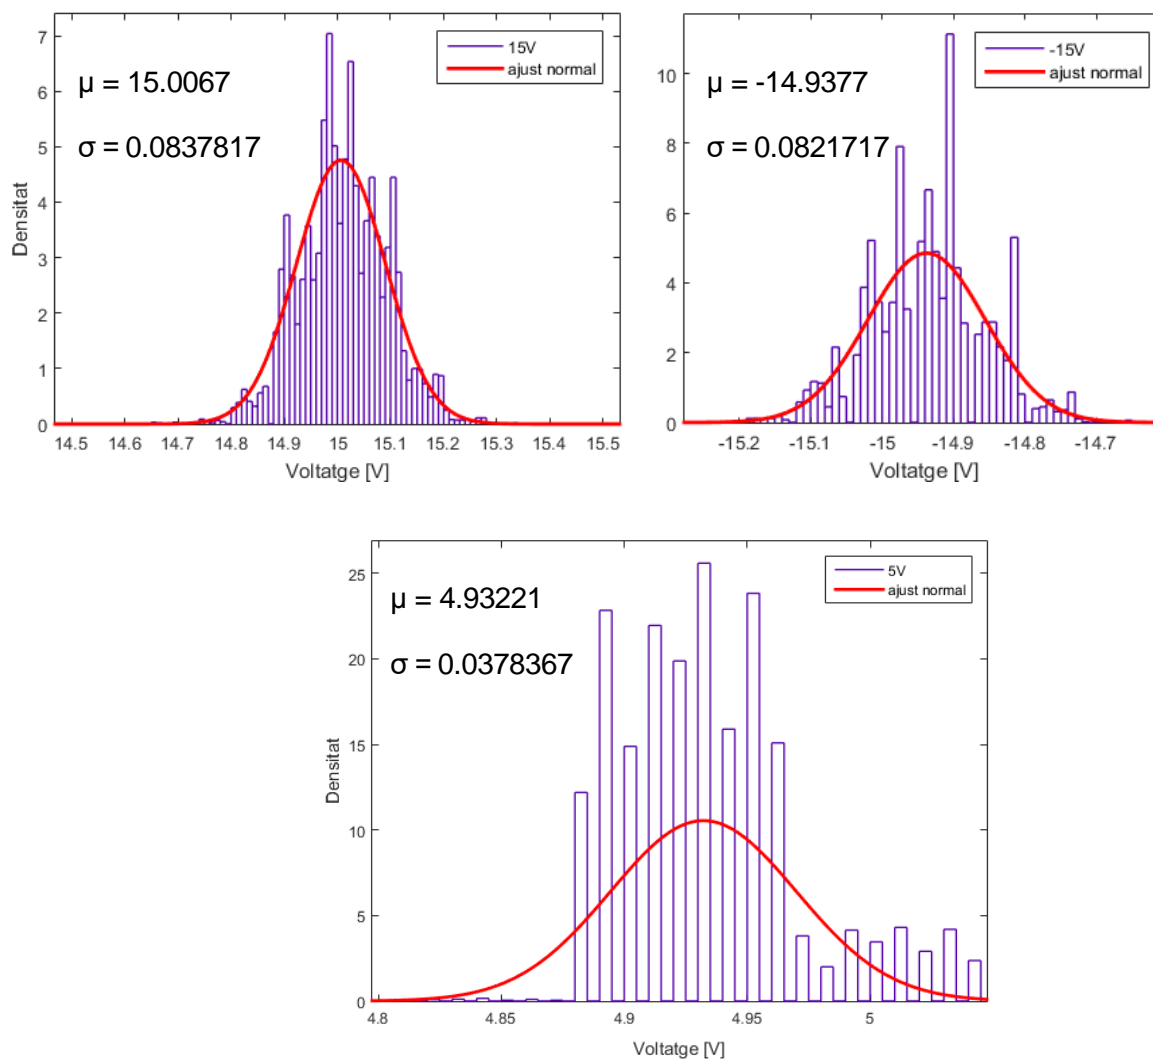 15V
ajust normal
μ = 15.0067
σ = 0.0837817
Densitat
7
6
5
4
3
2
1
0
14.5 14.6 14.7 14.8 14.9 15 15.1 15.2 15.3 15.4 15.5
Voltatge [V]
-15V
ajust normal
μ = -14.9377
σ = 0.0821717
10
8
6
4
2
0
-15.2 -15.1 -15 -14.9 -14.8 -14.7
Voltatge [V]
5V
ajust normal
μ = 4.93221
σ = 0.0378367
Densitat
25
20
15
10
5
0
4.8 4.85 4.9 4.95 5
Voltatge [V]